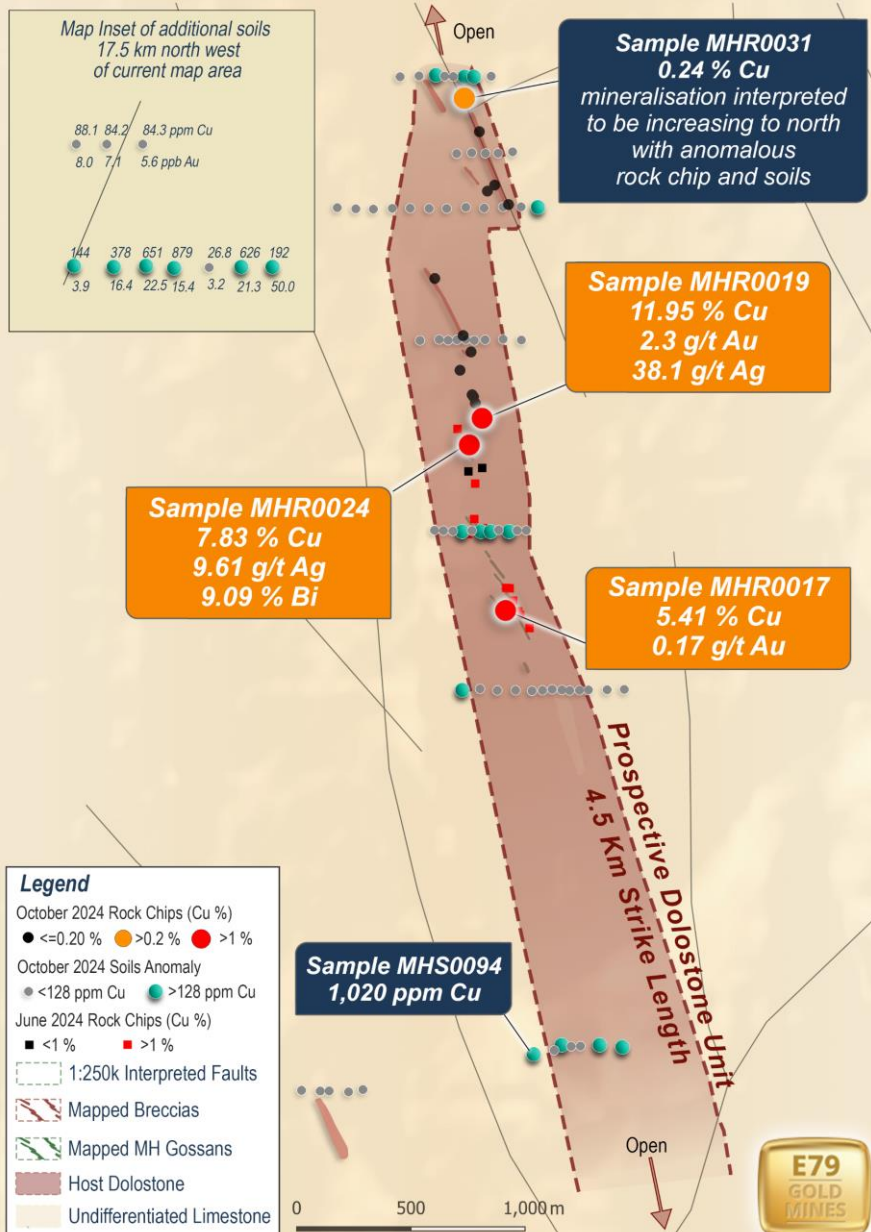 Map Inset of additional soils
17.5 km north west
of current map area
88.1 84.2 84.3 ppm Cu
8.0 7.1 5.6 ppb Au
144 378 651 879 26.8 626 192
3.9 16.4 22.5 15.4 3.2 21.3 50.0
Open
Sample MHR0031
0.24 % Cu
mineralisation interpreted
to be increasing to north
with anomalous
rock chip and soils
Sample MHR0019
11.95 % Cu
2.3 g/t Au
38.1 g/t Ag
Sample MHR0024
7.83 % Cu
9.61 g/t Ag
9.09 % Bi
Sample MHR0017
5.41 % Cu
0.17 g/t Au
Prospective Dolostone Unit
4.5 Km Strike Length
Sample MHS0094
1,020 ppm Cu
Legend
October 2024 Rock Chips (Cu %)
<=0.20 % >0.2 % >1 %
October 2024 Soils Anomaly
<128 ppm Cu >128 ppm Cu
June 2024 Rock Chips (Cu %)
<1 % >1 %
1:250k Interpreted Faults
Mapped Breccias
Mapped MH Gossans
Host Dolostone
Undifferentiated Limestone
Open
0 500 1,000m
E79
GOLD
MINES